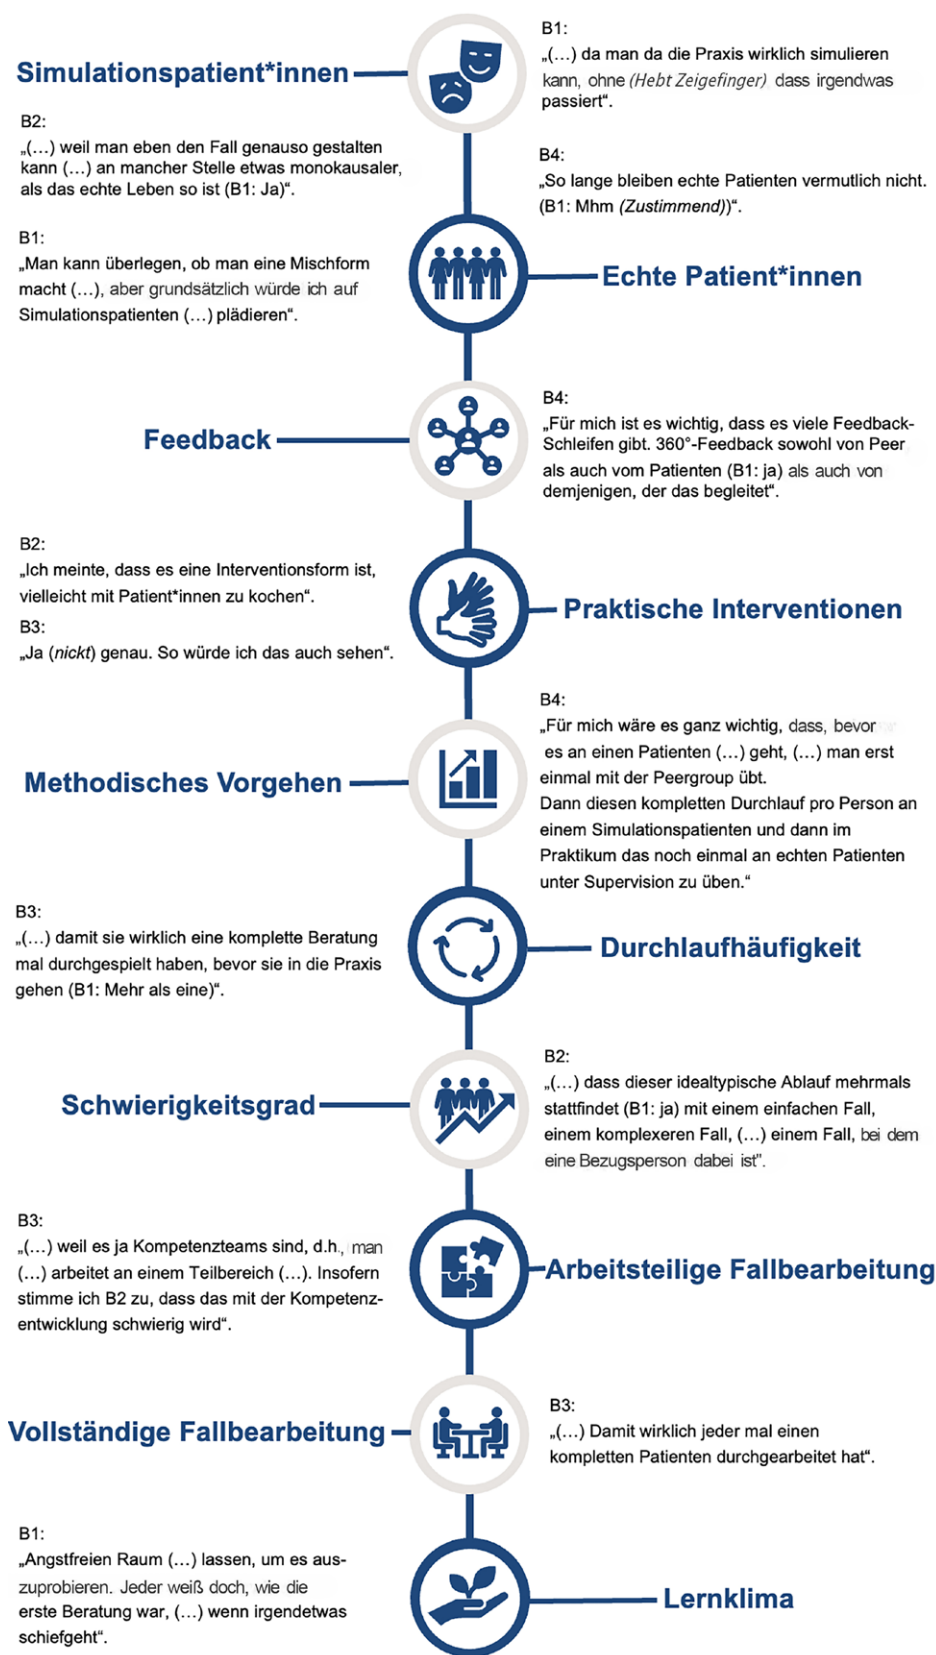 Simulationspatient*innen
B1:
„(…) da man da die Praxis wirklich simulieren
kann, ohne (Hebt Zeigefinger) dass irgendwas
passiert“.
B2:
„(…) weil man eben den Fall genauso gestalten
kann (…) an mancher Stelle etwas monokausaler,
als das echte Leben so ist (B1: Ja)“.
B4:
„So lange bleiben echte Patienten vermutlich nicht.
(B1: Mhm (Zustimmend))“.
B1:
„Man kann überlegen, ob man eine Mischform
macht (…), aber grundsätzlich würde ich auf
Simulationspatienten (…) plädieren“.
Echte Patient*innen
Feedback
B4:
„Für mich ist es wichtig, dass es viele Feedback-
Schleifen gibt. 360°-Feedback sowohl von Peer
als auch vom Patienten (B1: ja) als auch von
demjenigen, der das begleitet“.
B2:
„Ich meinte, dass es eine Interventionsform ist,
vielleicht mit Patient*innen zu kochen“.
B3:
„Ja (nickt) genau. So würde ich das auch sehen“.
Praktische Interventionen
Methodisches Vorgehen
B4:
„Für mich wäre es ganz wichtig, dass, bevor
es an einen Patienten (…) geht, (…) man erst
einmal mit der Peergroup übt.
Dann diesen kompletten Durchlauf pro Person an
einem Simulationspatienten und dann im
Praktikum das noch einmal an echten Patienten
unter Supervision zu üben.“
B3:
„(…) damit sie wirklich eine komplette Beratung
mal durchgespielt haben, bevor sie in die Praxis
gehen (B1: Mehr als eine)“.
Durchlaufhäufigkeit
Schwierigkeitsgrad
B2:
„(…) dass dieser idealtypische Ablauf mehrmals
stattfindet (B1: ja) mit einem einfachen Fall,
einem komplexeren Fall, (…) einem Fall, bei dem
eine Bezugsperson dabei ist”.
B3:
„(…) weil es ja Kompetenzteams sind, d.h., man
(…) arbeitet an einem Teilbereich (…). Insofern
stimme ich B2 zu, dass das mit der Kompetenz-
entwicklung schwierig wird“.
Arbeitsteilige Fallbearbeitung
Vollständige Fallbearbeitung
B3:
„(…) Damit wirklich jeder mal einen
kompletten Patienten durchgearbeitet hat“.
B1:
„Angstfreien Raum (…) lassen, um es aus-
zuprobieren. Jeder weiß doch, wie die
erste Beratung war, (…) wenn irgendetwas
schiefgeht“.
Lernklima